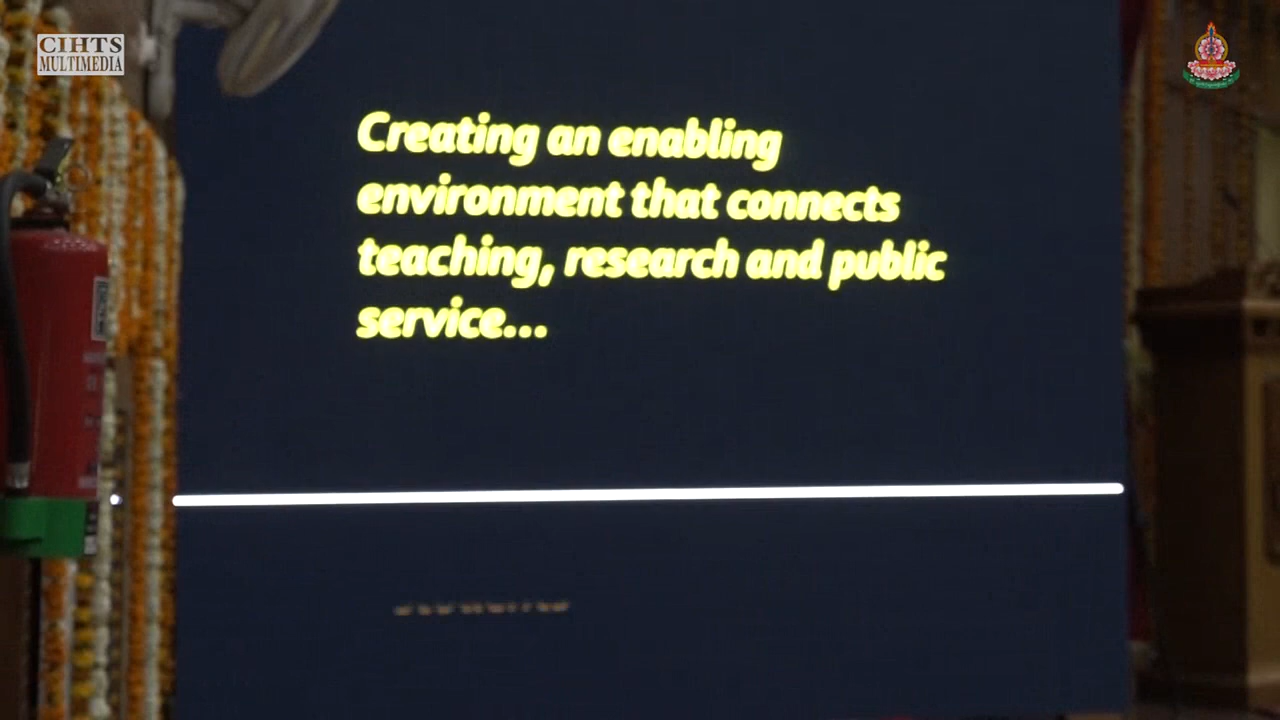 CIHTS
MULTIMEDIA
Creating an enabling
environment that connects
teaching, research and public
service...